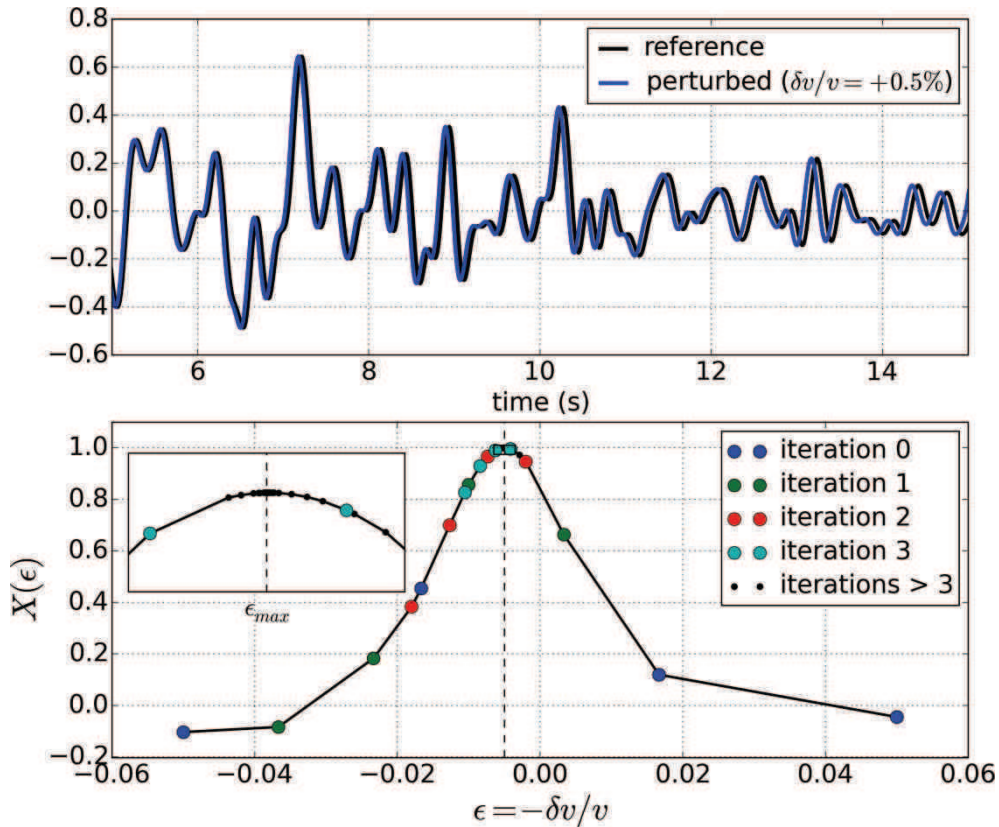 0.8
0.6
0.4
0.2
0.0
−0.2
−0.4
−0.6
reference
perturbed (δv/v = +0.5%)
6 8 10 12 14
time (s)
X(ϵ)
1.0
0.8
0.6
0.4
0.2
0.0
−0.2
ϵmax
iteration 0
iteration 1
iteration 2
iteration 3
iterations > 3
−0.06 −0.04 −0.02 0.00 0.02 0.04 0.06
ϵ = −δv/v